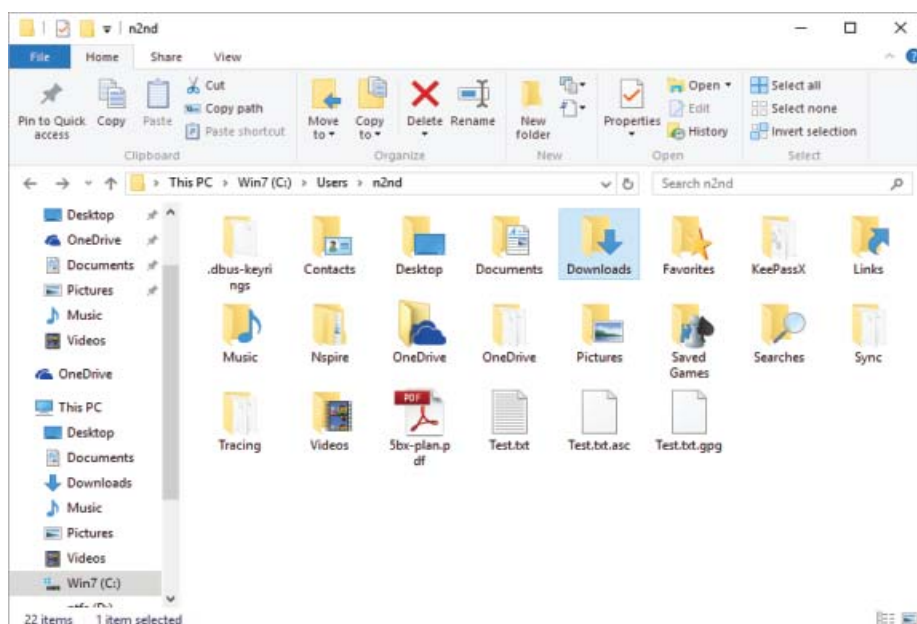 n2nd
File Home Share View
Pin to Quick access
Copy
Paste
Cut
Copy path
Paste shortcut
Clipboard
Move to
Copy to
Delete
Rename
Organize
New folder
New
Properties
Open
Edit
History
Open
Select all
Select none
Invert selection
Select
This PC > Win7 (C:) > Users > n2nd
Search n2nd
Desktop
OneDrive
Documents
Pictures
Music
Videos
OneDrive
This PC
Desktop
Documents
Downloads
Music
Pictures
Videos
Win7 (C:)
.dbus-keyri
ngs
Contacts
Desktop
Documents
Downloads
Favorites
KeePassX
Links
Music
Nspire
OneDrive
OneDrive
Pictures
Saved
Games
Searches
Sync
Tracing
Videos
PDF
5bx-plan.p
df
Test.txt
Test.txt.asc
Test.txt.gpg
22 items 1 item selected